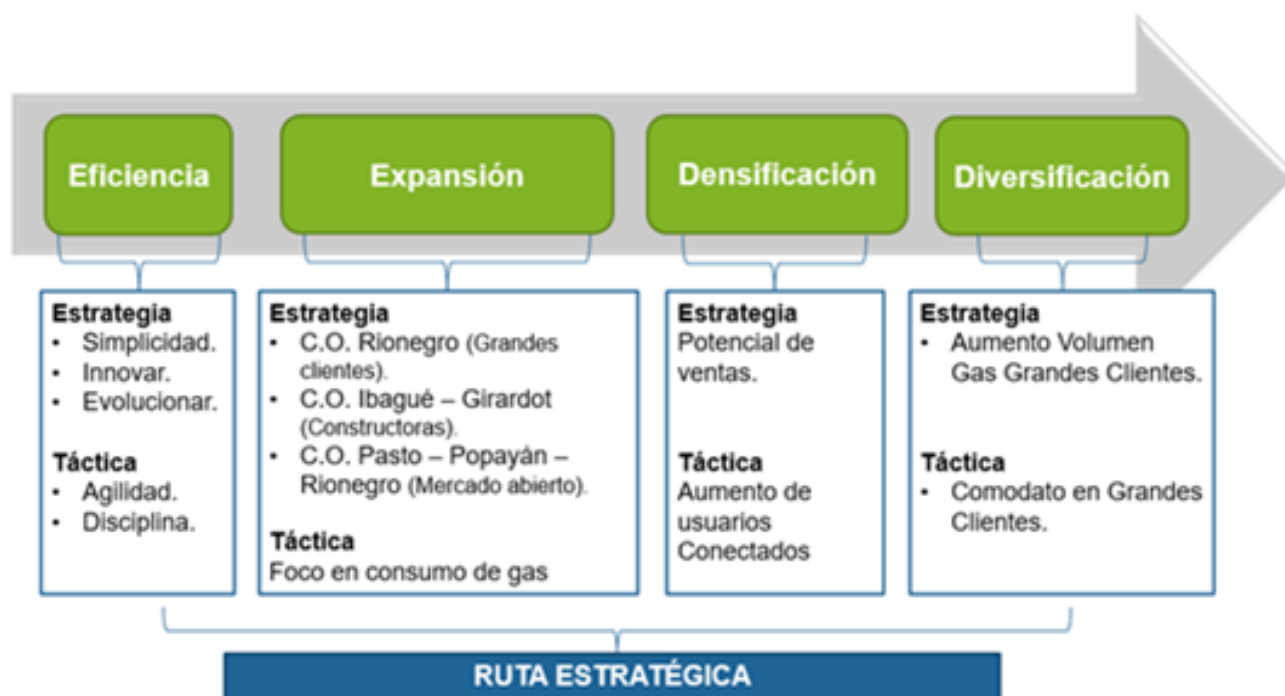 Eficiencia
Expansión
Densificación
Diversificación
Estrategia
• Simplicidad.
• Innovar.
• Evolucionar.
Táctica
• Agilidad.
• Disciplina.
Estrategia
• C.O. Rionegro (Grandes
clientes).
• C.O. Ibagué – Girardot
(Constructoras).
• C.O. Pasto – Popayán –
Rionegro (Mercado abierto).
Táctica
Foco en consumo de gas
Estrategia
Potencial de
ventas.
Táctica
Aumento de
usuarios
Conectados
Estrategia
• Aumento Volumen
Gas Grandes Clientes.
Táctica
• Comodato en Grandes
Clientes.
RUTA ESTRATÉGICA